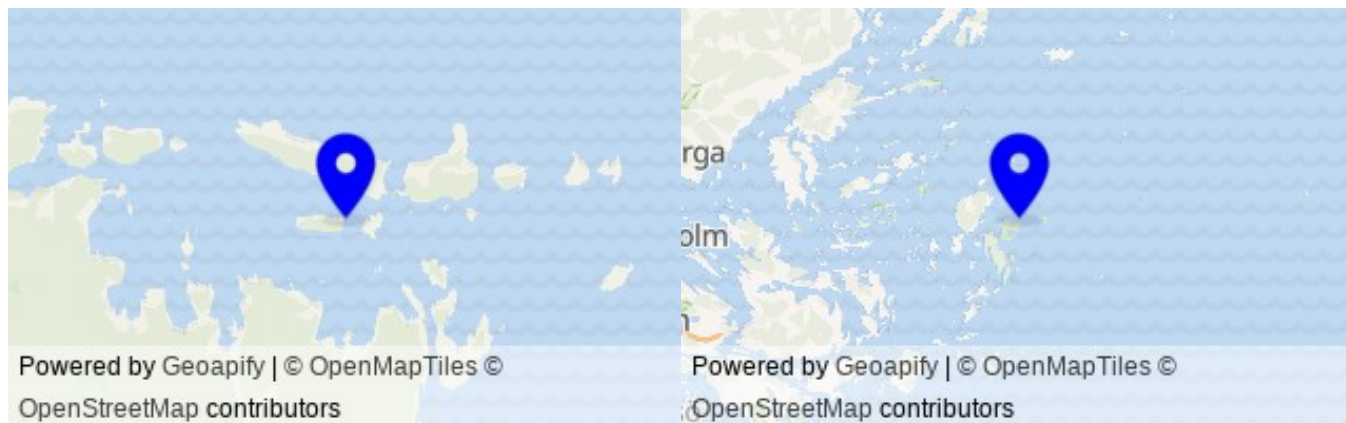 rga
olm
Powered by Geoapify | © OpenMapTiles ©
OpenStreetMap contributors
Powered by Geoapify | © OpenMapTiles ©
OpenStreetMap contributors